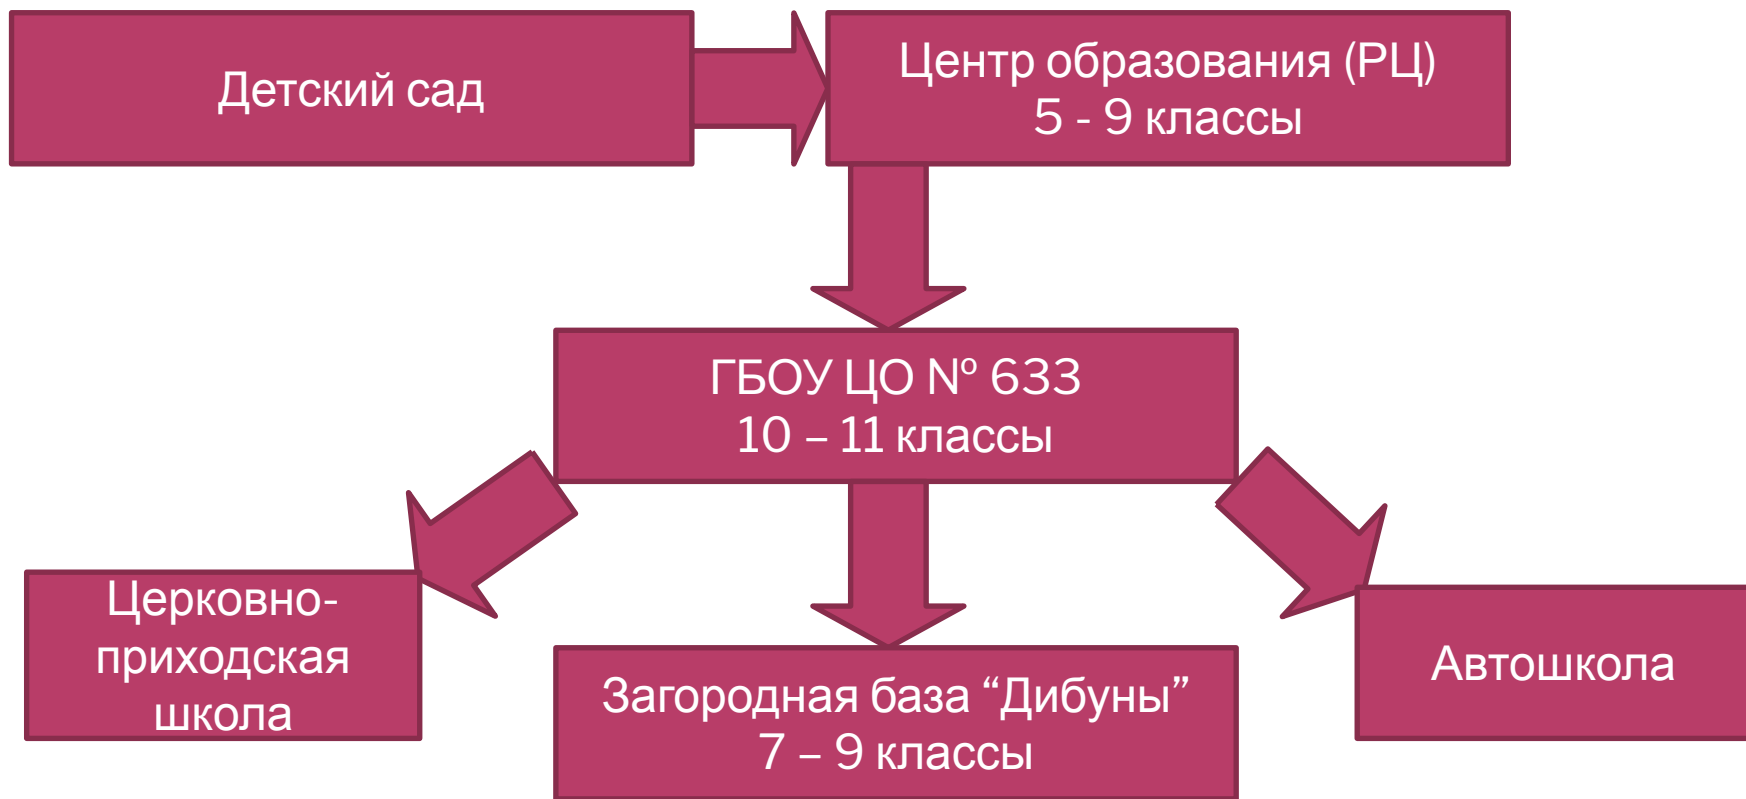 Детский сад
Центр образования (РЦ)
5 - 9 классы
ГБОУ ЦО № 633
10 – 11 классы
Церковно-
приходская
школа
Загородная база “Дибуны”
7 – 9 классы
Автошкола